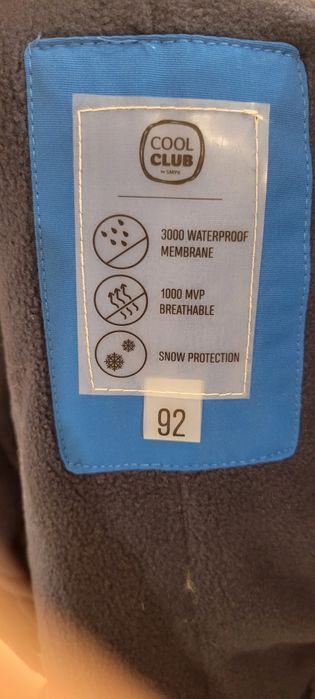 COOL
CLUB
by SMYK
3000 WATERPROOF
MEMBRANE
1000 MVP
BREATHABLE
SNOW PROTECTION
92